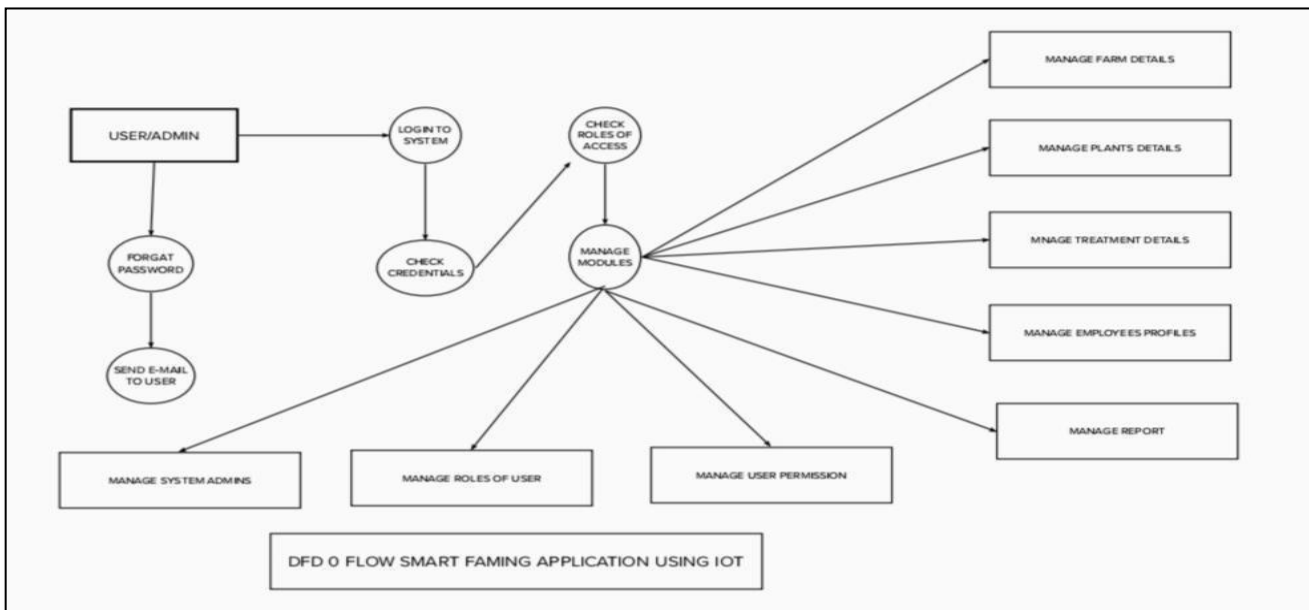 USER/ADMIN
LOGIN TO
SYSTEM
CHECK
ROLES OF
ACCESS
MANAGE FARM DETAILS
MANAGE PLANTS DETAILS
FORGAT
PASSWORD
CHECK
CREDENTIALS
MANAGE
MODULES
MNAGE TREATMENT DETAILS
MANAGE EMPLOYEES PROFILES
SEND E-MAIL
TO USER
MANAGE REPORT
MANAGE SYSTEM ADMINS
MANAGE ROLES OF USER
MANAGE USER PERMISSION
DFD 0 FLOW SMART FAMING APPLICATION USING IOT